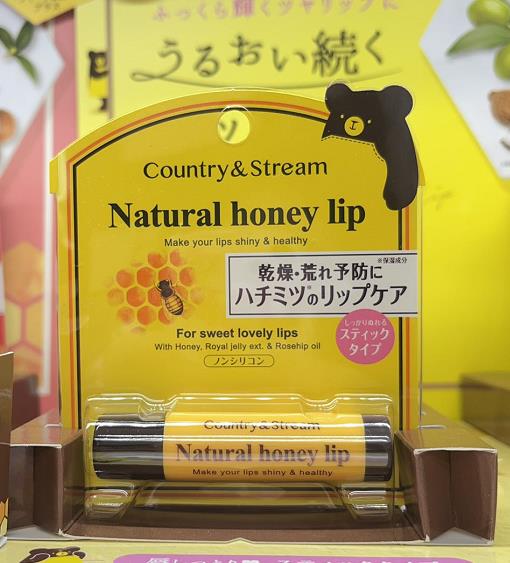 ふっくら輝くツヤリップに
うるおい続く
Country&Stream
Natural honey lip
Make your lips shiny & healthy
※保湿成分
乾燥・荒れ予防に
ハチミツ※のリップケア
For sweet lovely lips
With Honey, Royal jelly ext. & Rosehip oil
ノンシリコン
しっかりぬれる
スティック
タイプ
Country&Stream
Natural honey lip
Make your lips shiny & healthy